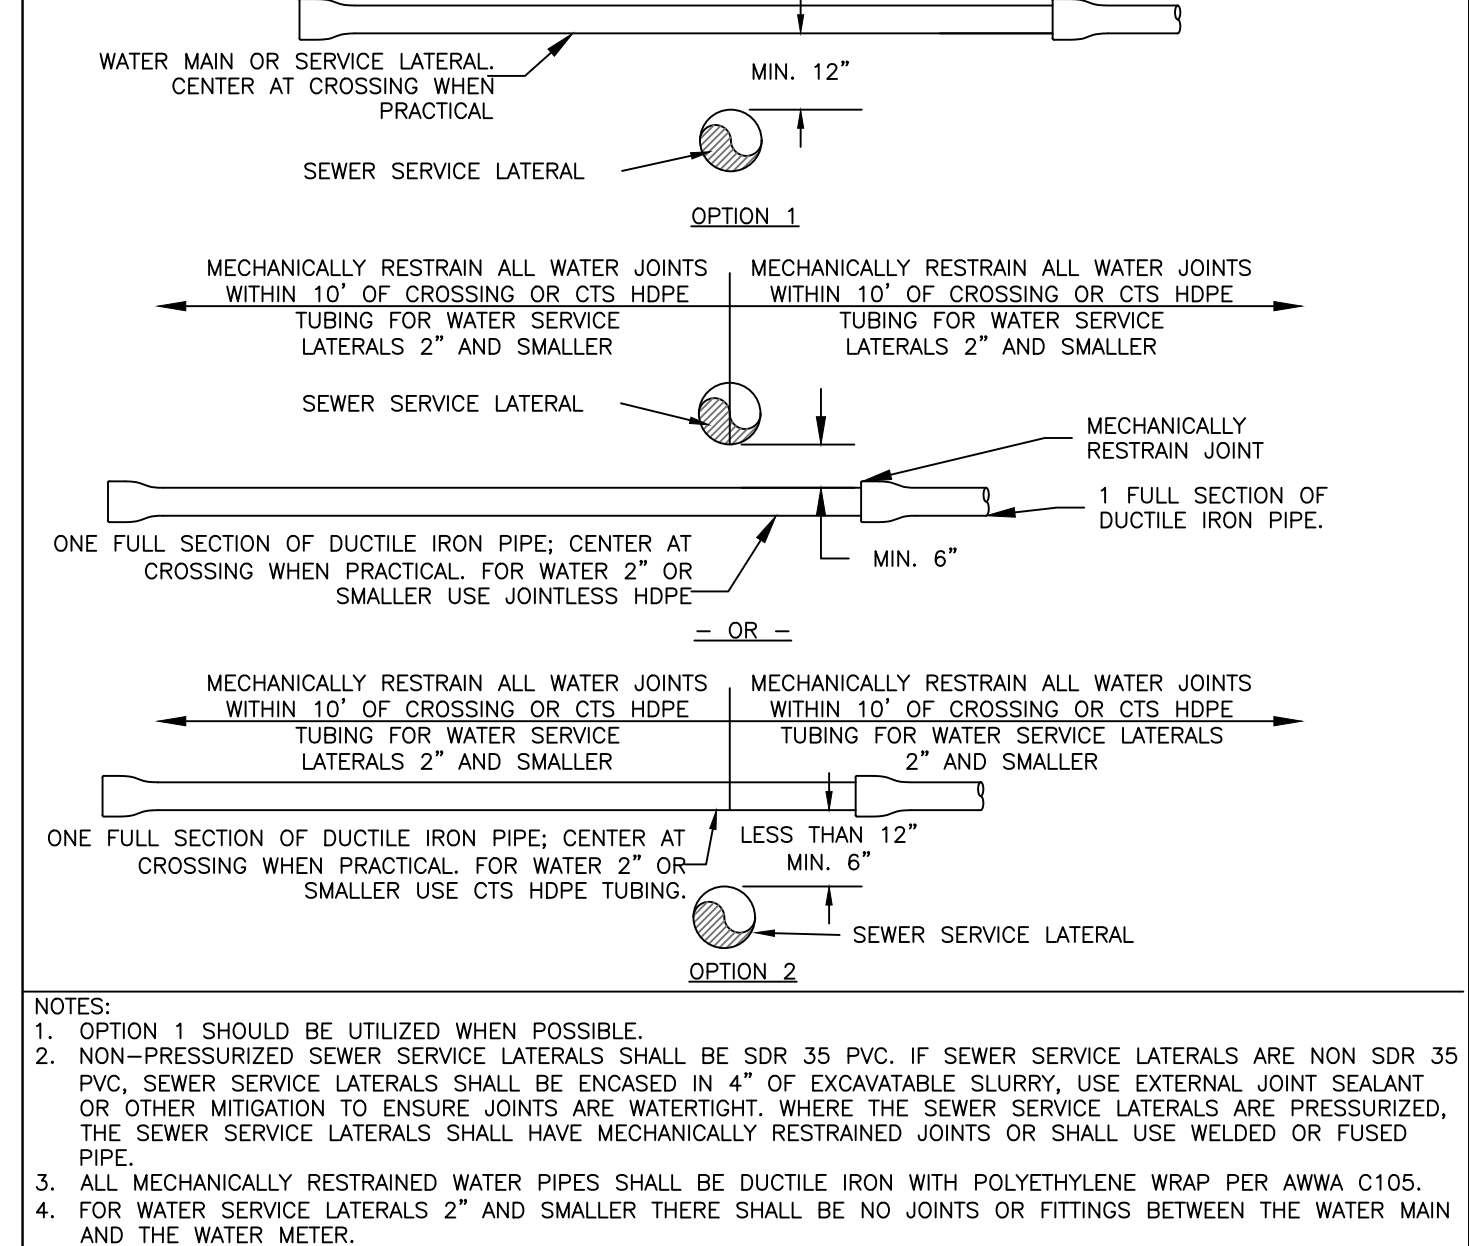 WATER MAIN OR SERVICE LATERAL.
CENTER AT CROSSING WHEN
PRACTICAL
MIN. 12"
SEWER SERVICE LATERAL
OPTION 1
MECHANICALLY RESTRAIN ALL WATER JOINTS
WITHIN 10' OF CROSSING OR CTS HDPE
TUBING FOR WATER SERVICE
LATERALS 2" AND SMALLER
MECHANICALLY RESTRAIN ALL WATER JOINTS
WITHIN 10' OF CROSSING OR CTS HDPE
TUBING FOR WATER SERVICE
LATERALS 2" AND SMALLER
SEWER SERVICE LATERAL
MECHANICALLY
RESTRAIN JOINT
1 FULL SECTION OF
DUCTILE IRON PIPE.
ONE FULL SECTION OF DUCTILE IRON PIPE; CENTER AT
CROSSING WHEN PRACTICAL. FOR WATER 2" OR
SMALLER USE JOINTLESS HDPE
MIN. 6"
- OR -
MECHANICALLY RESTRAIN ALL WATER JOINTS
WITHIN 10' OF CROSSING OR CTS HDPE
TUBING FOR WATER SERVICE
LATERALS 2" AND SMALLER
MECHANICALLY RESTRAIN ALL WATER JOINTS
WITHIN 10' OF CROSSING OR CTS HDPE
TUBING FOR WATER SERVICE LATERALS
2" AND SMALLER
ONE FULL SECTION OF DUCTILE IRON PIPE; CENTER AT
CROSSING WHEN PRACTICAL. FOR WATER 2" OR
SMALLER USE CTS HDPE TUBING.
LESS THAN 12"
MIN. 6"
SEWER SERVICE LATERAL
OPTION 2
NOTES:
1. OPTION 1 SHOULD BE UTILIZED WHEN POSSIBLE.
2. NON-PRESSURIZED SEWER SERVICE LATERALS SHALL BE SDR 35 PVC. IF SEWER SERVICE LATERALS ARE NON SDR 35
PVC, SEWER SERVICE LATERALS SHALL BE ENCASED IN 4" OF EXCAVATABLE SLURRY, USE EXTERNAL JOINT SEALANT
OR OTHER MITIGATION TO ENSURE JOINTS ARE WATERTIGHT. WHERE THE SEWER SERVICE LATERALS ARE PRESSURIZED,
THE SEWER SERVICE LATERALS SHALL HAVE MECHANICALLY RESTRAINED JOINTS OR SHALL USE WELDED OR FUSED
PIPE.
3. ALL MECHANICALLY RESTRAINED WATER PIPES SHALL BE DUCTILE IRON WITH POLYETHYLENE WRAP PER AWWA C105.
4. FOR WATER SERVICE LATERALS 2" AND SMALLER THERE SHALL BE NO JOINTS OR FITTINGS BETWEEN THE WATER MAIN
AND THE WATER METER.